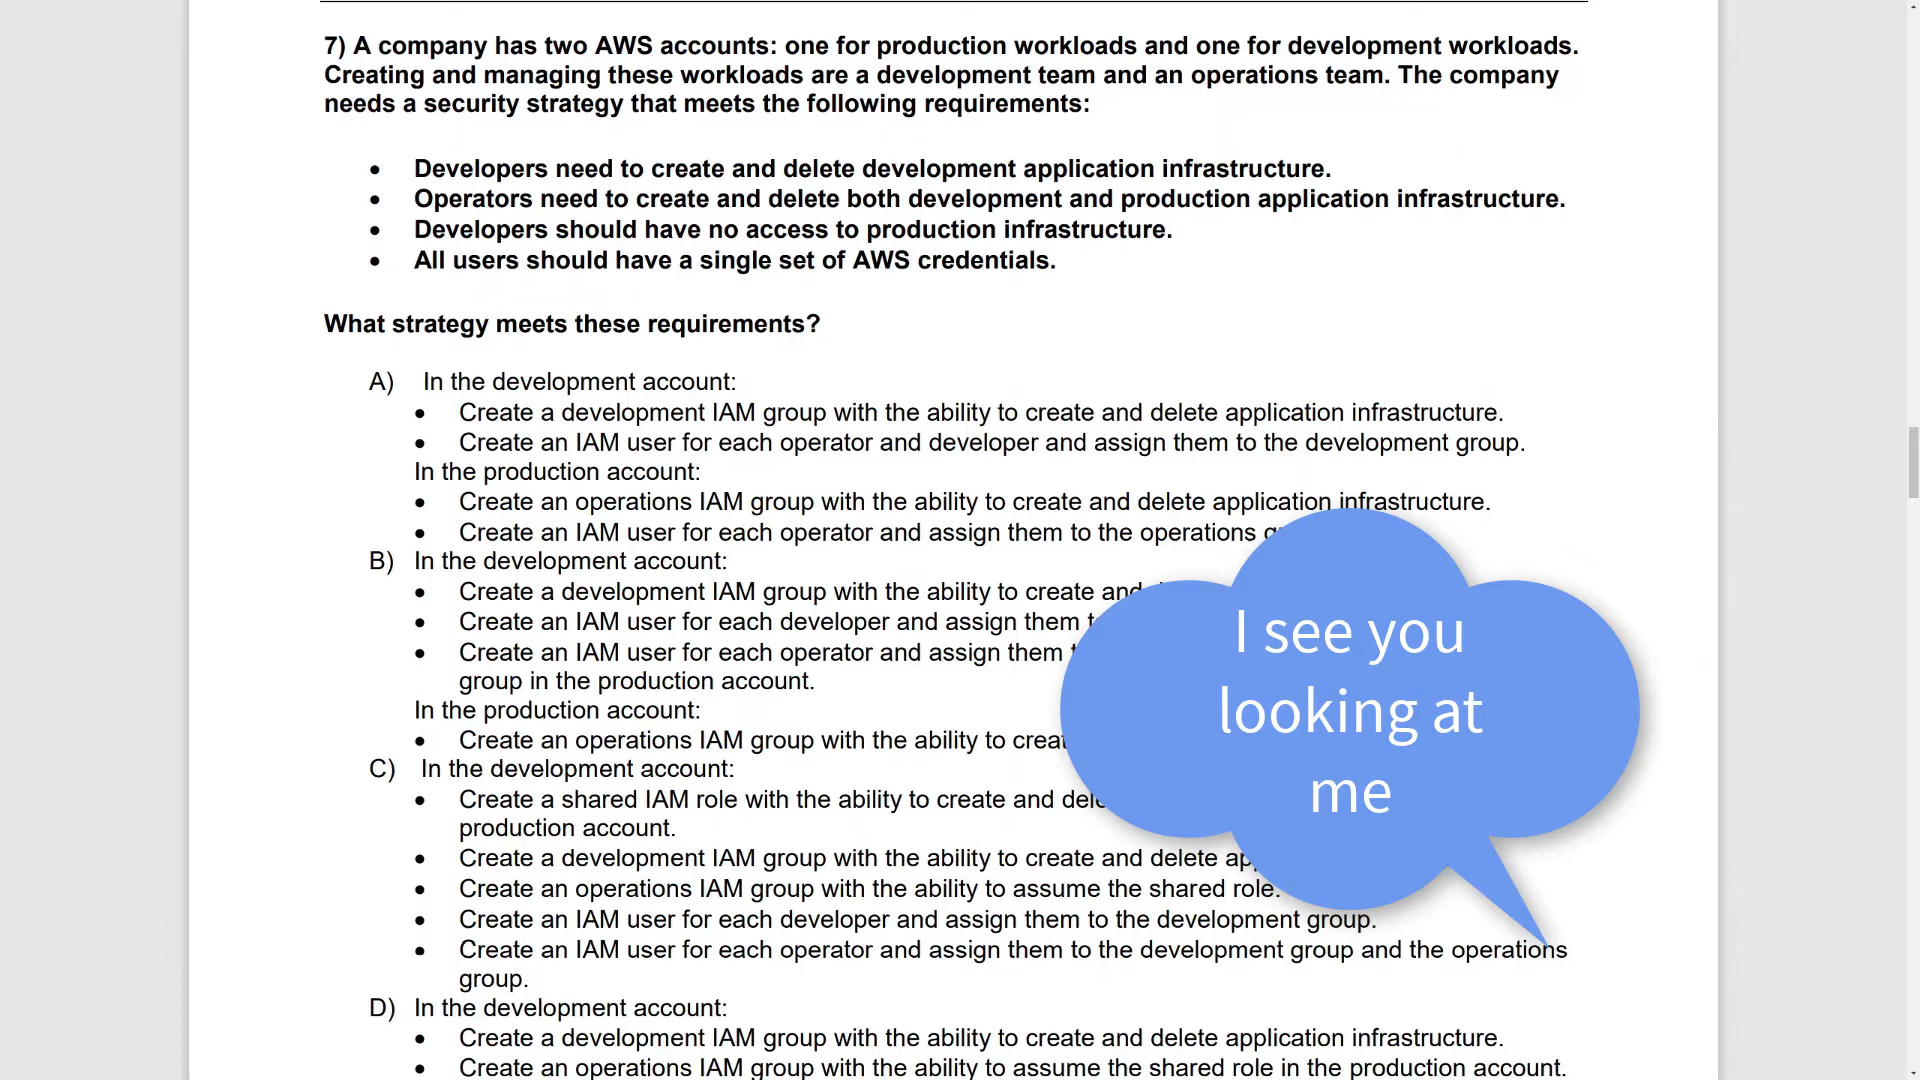 7) A company has two AWS accounts: one for production workloads and one for development workloads.
Creating and managing these workloads are a development team and an operations team. The company
needs a security strategy that meets the following requirements:
• Developers need to create and delete development application infrastructure.
• Operators need to create and delete both development and production application infrastructure.
• Developers should have no access to production infrastructure.
• All users should have a single set of AWS credentials.
What strategy meets these requirements?
A) In the development account:
• Create a development IAM group with the ability to create and delete application infrastructure.
• Create an IAM user for each operator and developer and assign them to the development group.
In the production account:
• Create an operations IAM group with the ability to create and delete application infrastructure.
• Create an IAM user for each operator and assign them to the operations
B) In the development account:
• Create a development IAM group with the ability to create and
• Create an IAM user for each developer and assign them
• Create an IAM user for each operator and assign them
group in the production account.
In the production account:
• Create an operations IAM group with the ability to
C) In the development account:
• Create a shared IAM role with the ability to create and
production account.
• Create a development IAM group with the ability to create and delete
• Create an operations IAM group with the ability to assume the shared role.
• Create an IAM user for each developer and assign them to the development group.
• Create an IAM user for each operator and assign them to the development group and the operations
group.
D) In the development account:
• Create a development IAM group with the ability to create and delete application infrastructure.
• Create an operations IAM group with the ability to assume the shared role in the production account.
I see you
looking at
me